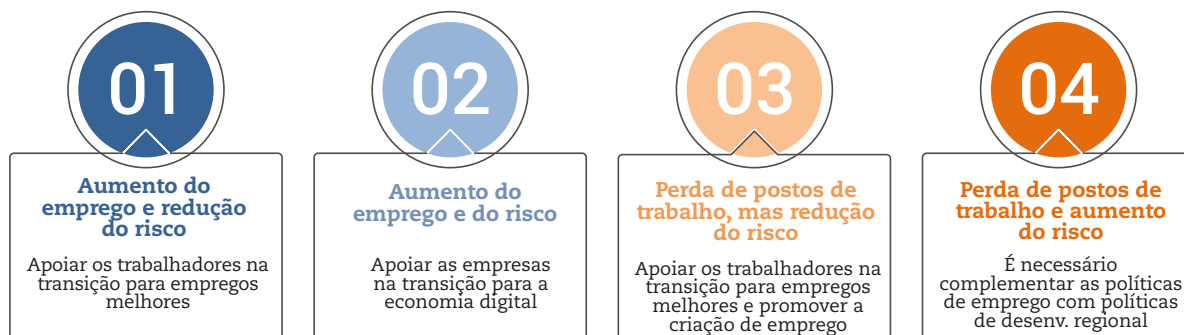 01
Aumento do
emprego e redução
do risco
Apoiar os trabalhadores na
transição para empregos
melhores
02
Aumento do
emprego e do risco
Apoiar as empresas
na transição para a
economia digital
03
Perda de postos de
trabalho, mas redução
do risco
Apoiar os trabalhadores na
transição para empregos
melhores e promover a
criação de emprego
04
Perda de postos de
trabalho e aumento
do risco
É necessário
complementar as políticas
de emprego com políticas
de desenv. regional